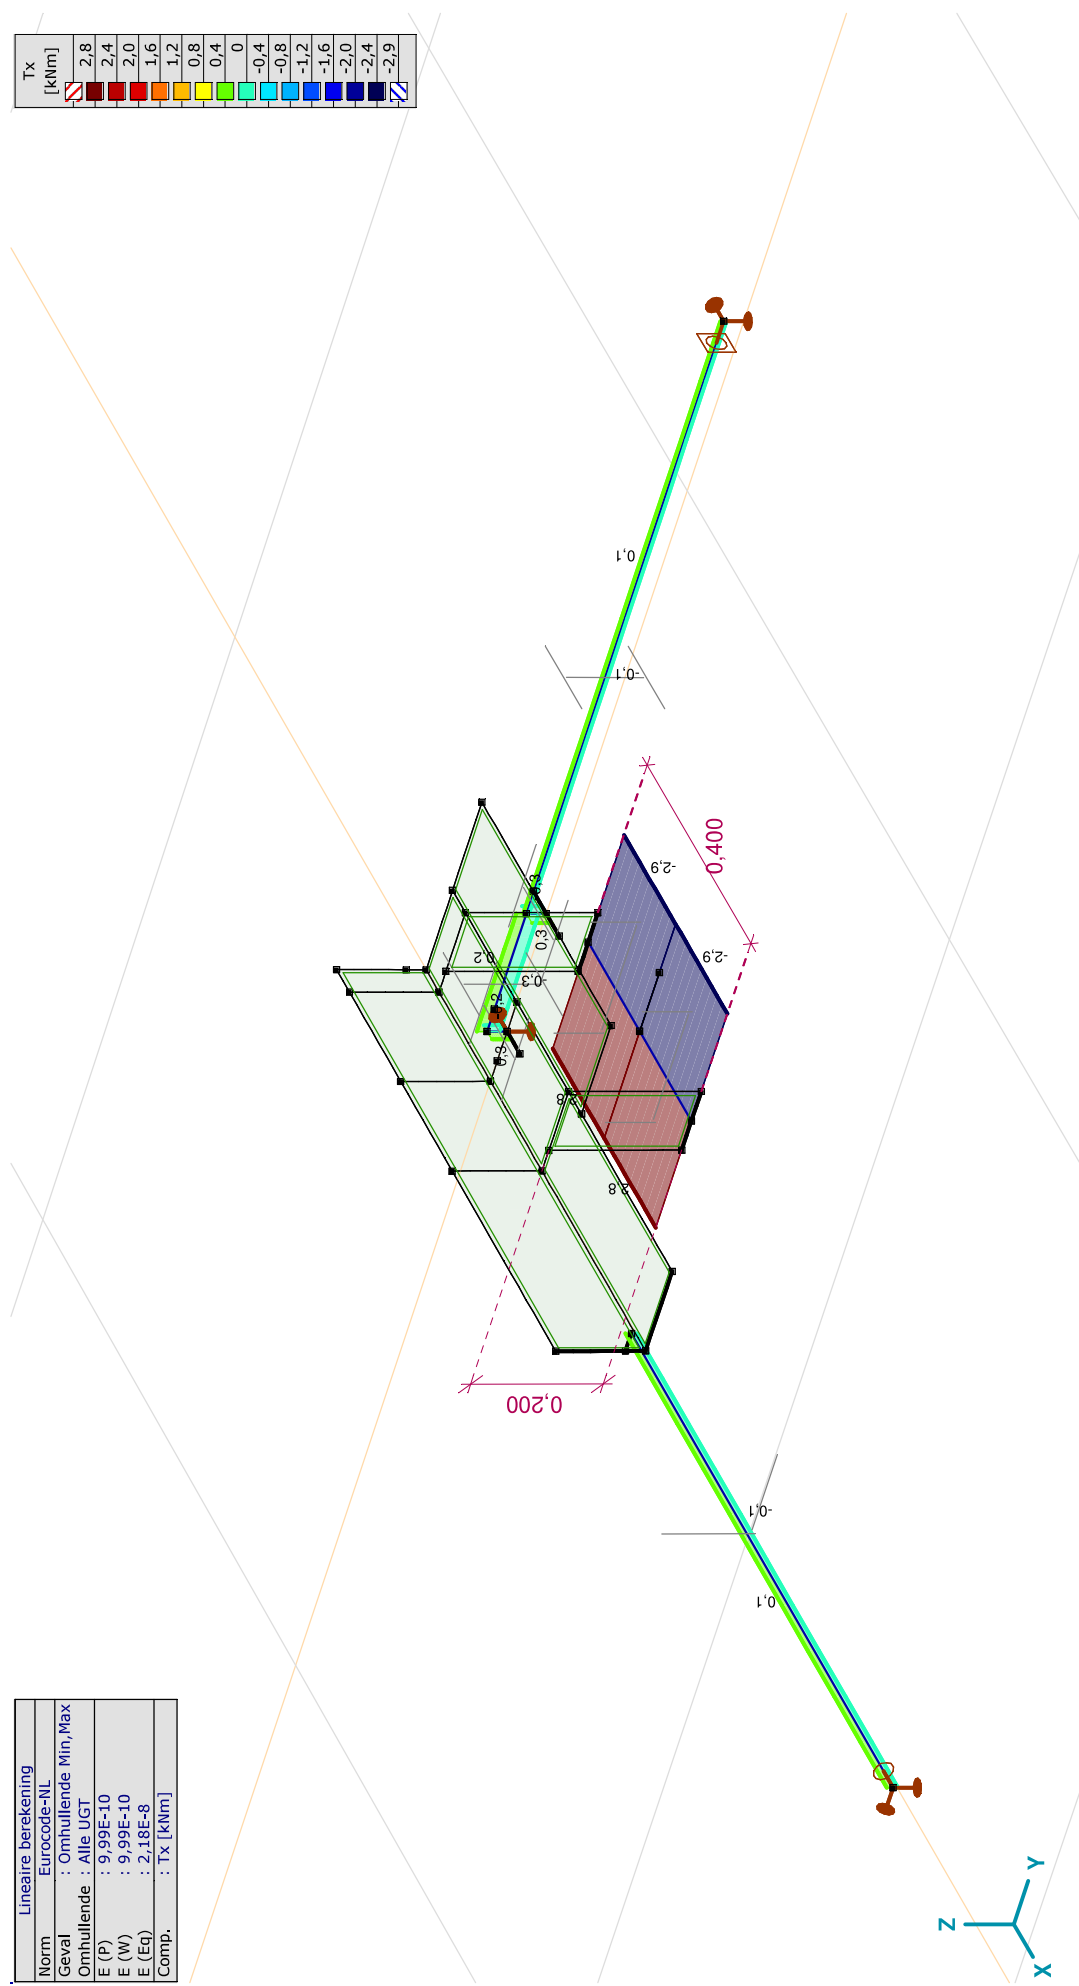 Lineaire berekening
Norm Eurocode-NL
Geval : Omhullende Min,Max
Omhullende : Alle UGT
E (P) : 9,99E-10
E (W) : 9,99E-10
E (Eq) : 2,18E-8
Comp. : Tx [kNm]
Tx
[kNm]
2,8
2,4
2,0
1,6
1,2
0,8
0,4
0
-0,4
-0,8
-1,2
-1,6
-2,0
-2,4
-2,9
0,1
-0,1
0,400
-2,9
-2,9
0,3
0,2
-0,3
2,8
0,200
-0,1
0,1
Z
Y
X